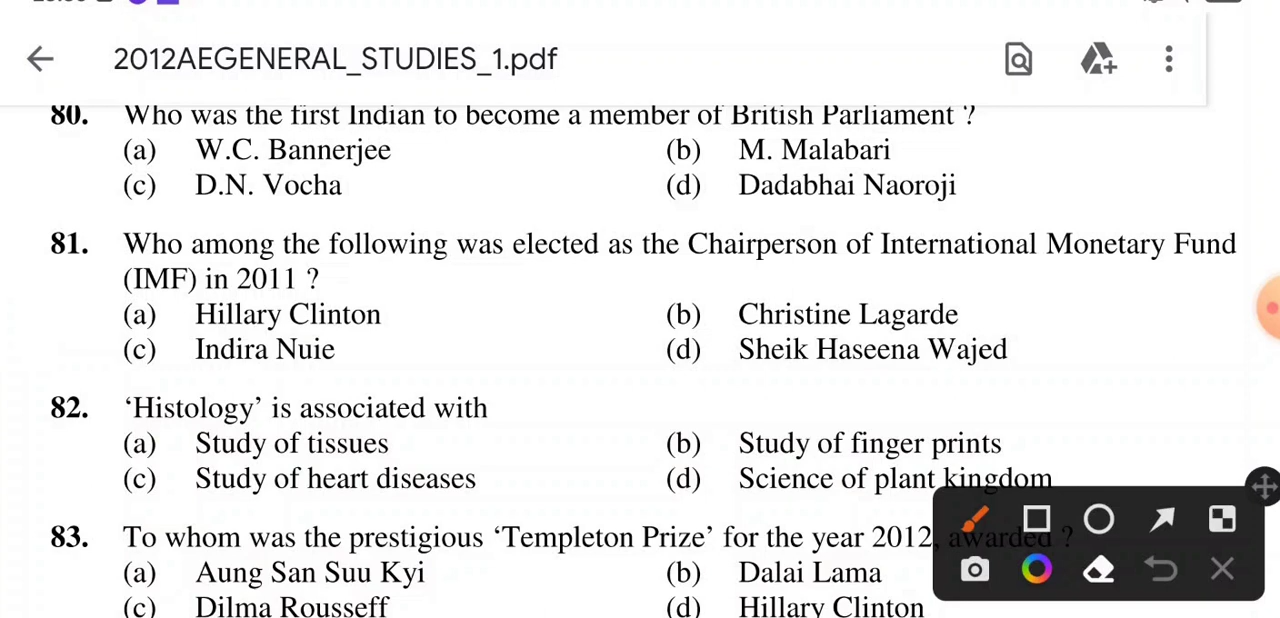 2012AEGENERAL_STUDIES_1.pdf
80. Who was the first Indian to become a member of British Parliament ?
(a) W.C. Bannerjee (b) M. Malabari
(c) D.N. Vocha (d) Dadabhai Naoroji
81. Who among the following was elected as the Chairperson of International Monetary Fund
(IMF) in 2011 ?
(a) Hillary Clinton (b) Christine Lagarde
(c) Indira Nuie (d) Sheik Haseena Wajed
82. ‘Histology’ is associated with
(a) Study of tissues (b) Study of finger prints
(c) Study of heart diseases (d) Science of plant kingdom
83. To whom was the prestigious ‘Templeton Prize’ for the year 2012, awarded ?
(a) Aung San Suu Kyi (b) Dalai Lama
(c) Dilma Rousseff (d) Hillary Clinton